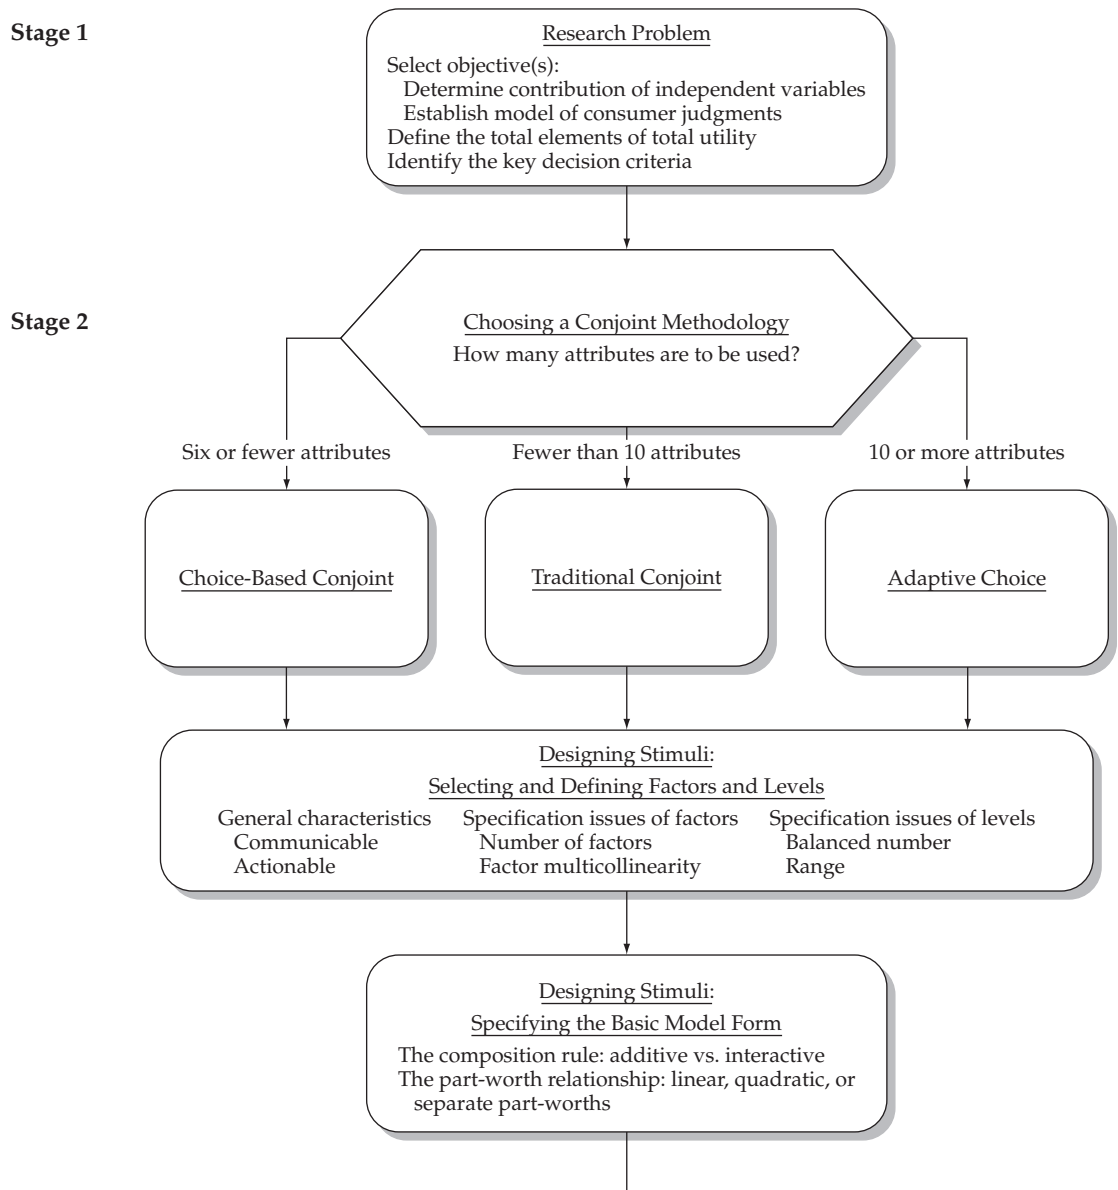 Stage 1
Research Problem
Select objective(s):
Determine contribution of independent variables
Establish model of consumer judgments
Define the total elements of total utility
Identify the key decision criteria
Stage 2
Choosing a Conjoint Methodology
How many attributes are to be used?
Six or fewer attributes
Fewer than 10 attributes
10 or more attributes
Choice-Based Conjoint
Traditional Conjoint
Adaptive Choice
Designing Stimuli:
Selecting and Defining Factors and Levels
General characteristics
Communicable
Actionable
Specification issues of factors
Number of factors
Factor multicollinearity
Specification issues of levels
Balanced number
Range
Designing Stimuli:
Specifying the Basic Model Form
The composition rule: additive vs. interactive
The part-worth relationship: linear, quadratic, or
separate part-worths